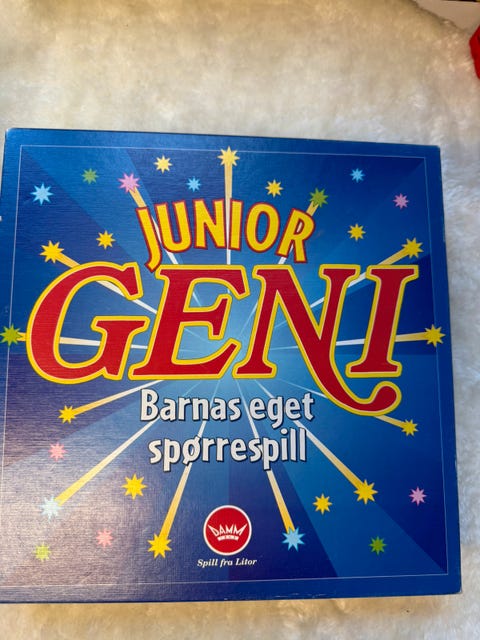 JUNIOR
GENI
Barnas eget
spørrespill
DAMM
Spill fra Litor